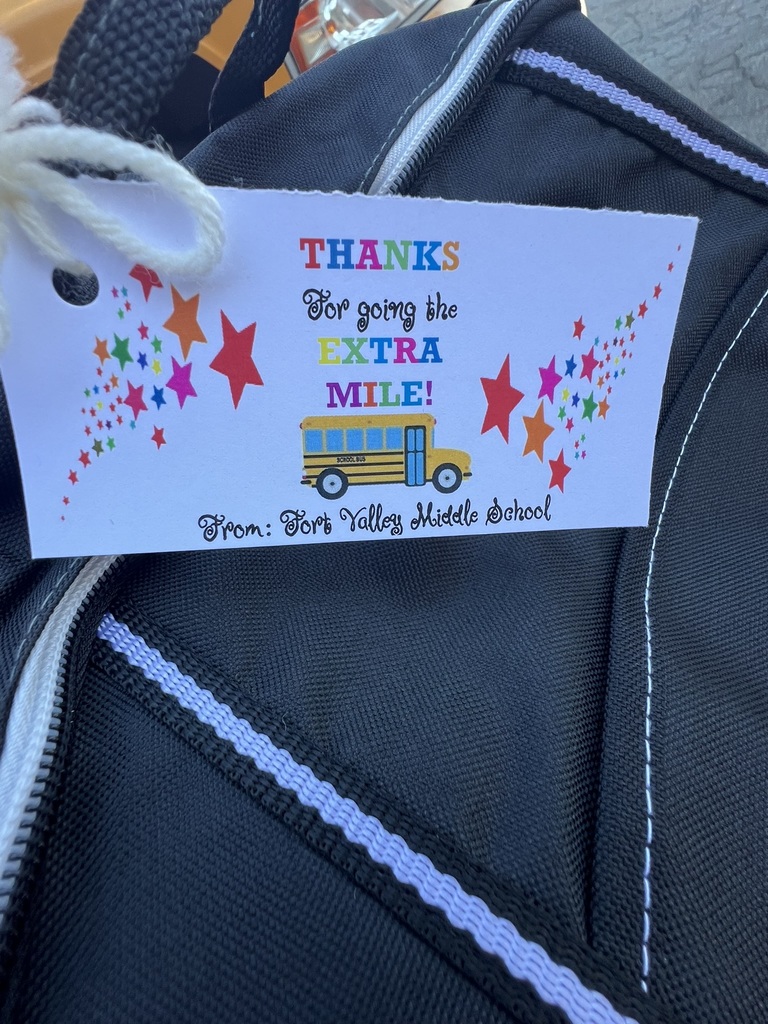 THANKS
For going the
EXTRA
MILE!
SCHOOL BUS
From: Fort Valley Middle School